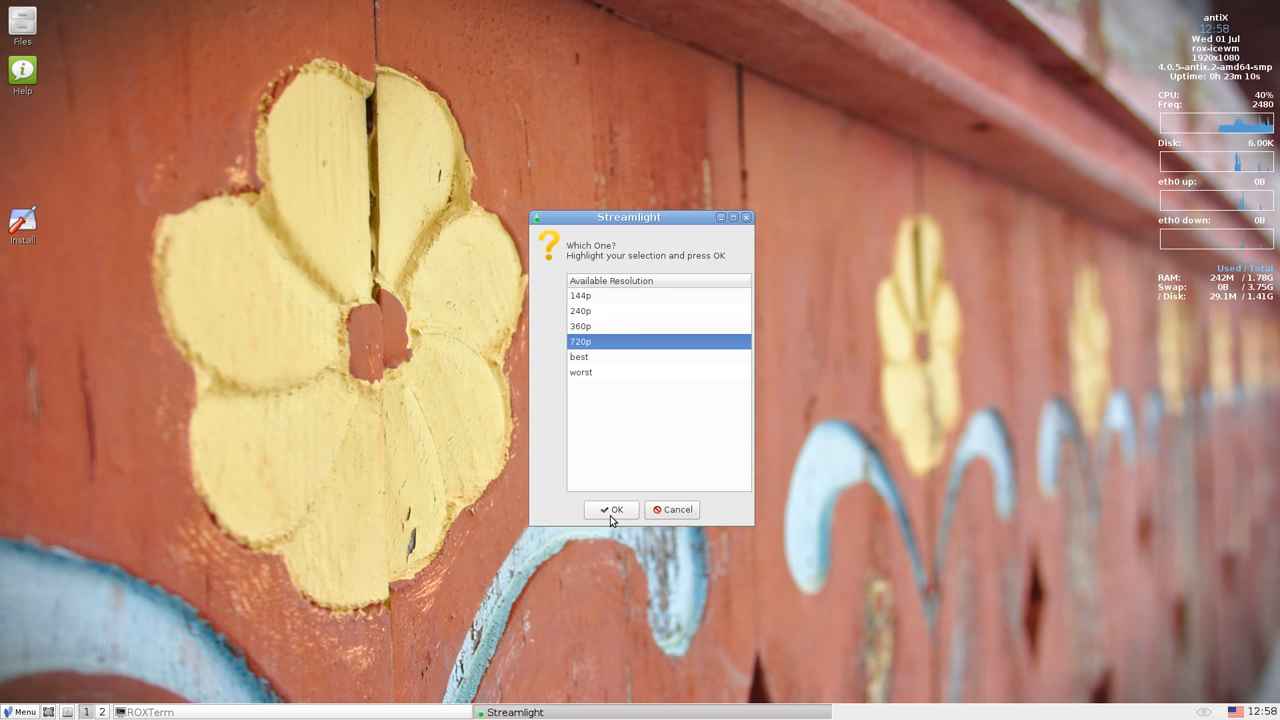 Files
Help
Install
Streamlight
Which One?
Highlight your selection and press OK
Available Resolution
144p
240p
360p
720p
best
worst
OK
Cancel
antiX
12:58
Wed 01 Jul
rox-icewm
1920x1080
4.0.5-antix.2-amd64-smp
Uptime: 0h 23m 10s
CPU: 40%
Freq: 2480
Disk: 6.00K
eth0 up: 0B
eth0 down: 0B
Used / Total
RAM: 242M / 1.78G
Swap: 0B / 3.75G
/ Disk: 29.1M / 1.41G
Menu 1 2 ROXTerm Streamlight 12:58